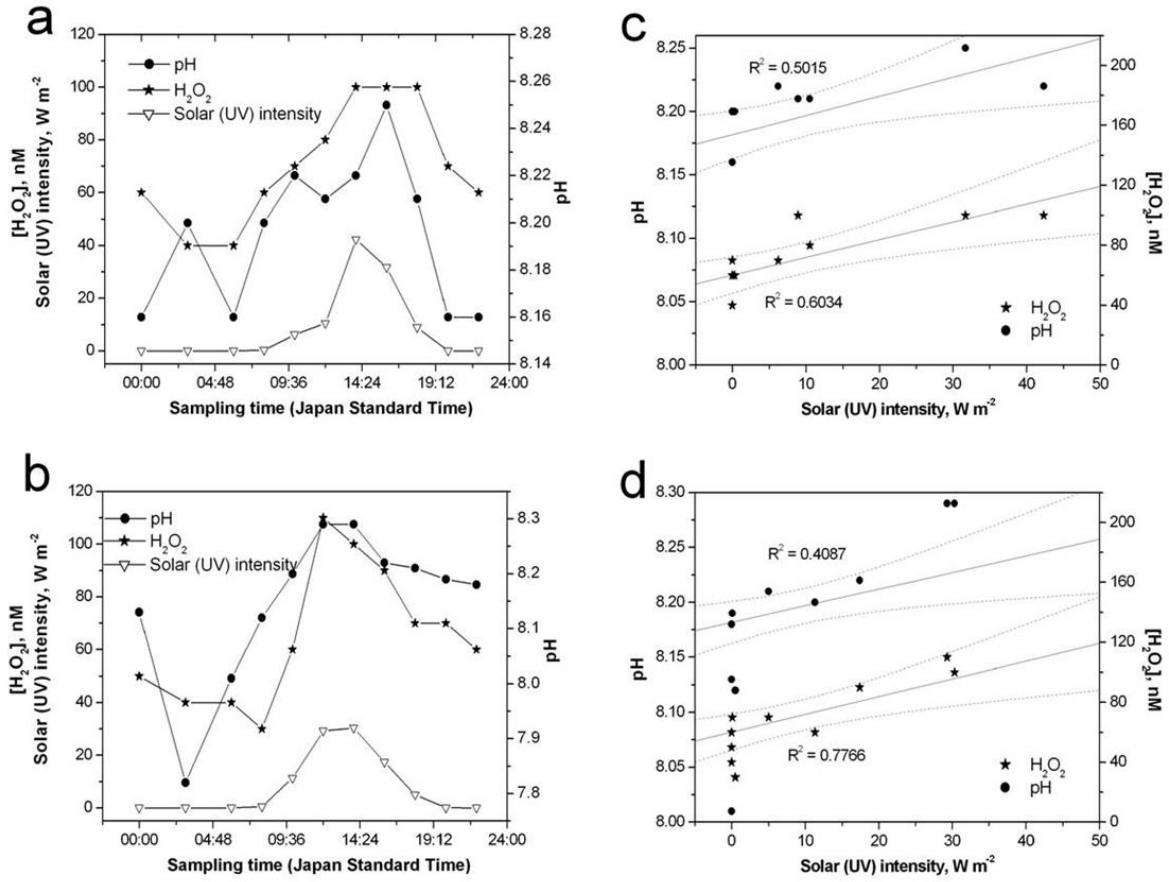 a
120
100
80
60
40
20
0
[H2O2], nM
Solar (UV) intensity, W m-2
pH
H2O2
Solar (UV) intensity
8.28
8.26
8.24
8.22
8.20
8.18
8.16
8.14
pH
00:00 04:48 09:36 14:24 19:12 24:00
Sampling time (Japan Standard Time)
c
8.25
8.20
8.15
8.10
8.05
8.00
pH
R2 = 0.5015
R2 = 0.6034
H2O2
pH
200
160
120
80
40
0
[H2O2], nM
0 10 20 30 40 50
Solar (UV) intensity, W m-2
b
120
100
80
60
40
20
0
[H2O2], nM
Solar (UV) intensity, W m-2
pH
H2O2
Solar (UV) intensity
8.3
8.2
8.1
8.0
7.9
7.8
pH
00:00 04:48 09:36 14:24 19:12 24:00
Sampling time (Japan Standard Time)
d
8.30
8.25
8.20
8.15
8.10
8.05
8.00
pH
R2 = 0.4087
R2 = 0.7766
H2O2
pH
200
160
120
80
40
0
[H2O2], nM
0 10 20 30 40 50
Solar (UV) intensity, W m-2